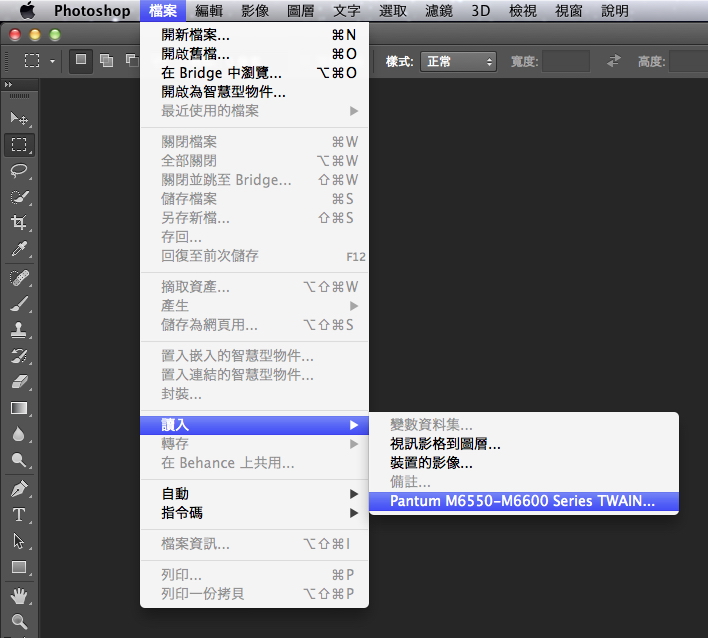 Photoshop 檔案 編輯 影像 圖層 文字 選取 濾鏡 3D 檢視 視窗 說明
樣式: 正常 寬度: 高度:
開新檔案... ⌘N
開啟舊檔... ⌘O
在 Bridge 中瀏覽... ⌥⌘O
開啟為智慧型物件...
最近使用的檔案
關閉檔案 ⌘W
全部關閉 ⌥⌘W
關閉並跳至 Bridge... ⇧⌘W
儲存檔案 ⌘S
另存新檔... ⇧⌘S
存回...
回復至前次儲存 F12
摘取資產... ⌥⇧⌘W
產生
儲存為網頁用... ⌥⇧⌘S
置入嵌入的智慧型物件...
置入連結的智慧型物件...
封裝...
讀入
轉存
在 Behance 上共用...
自動
指令碼
檔案資訊... ⌥⇧⌘I
列印... ⌘P
列印一份拷貝 ⌥⇧⌘P
變數資料集...
視訊影格到圖層...
裝置的影像...
備註...
Pantum M6550-M6600 Series TWAIN...